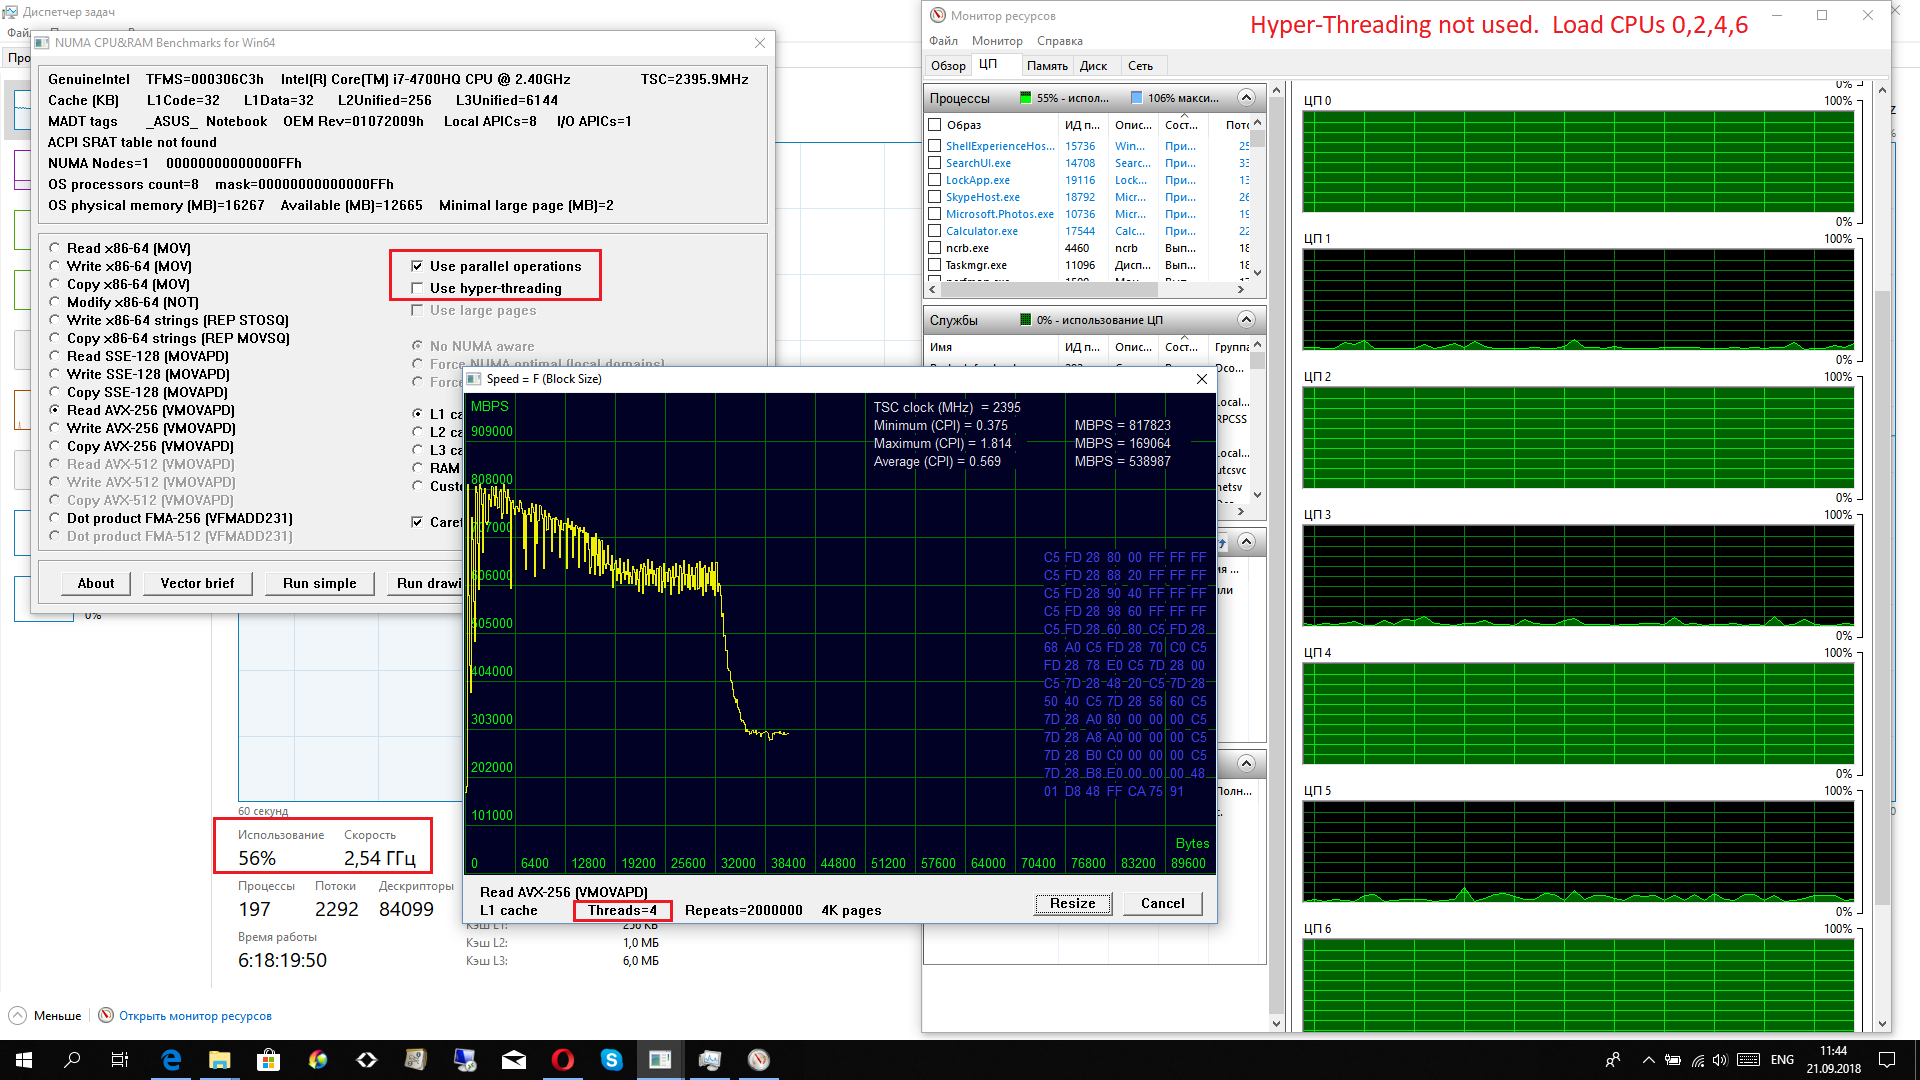 Диспетчер задач
NUMA CPU&RAM Benchmarks for Win64
GenuineIntel TFMS=000306C3h Intel(R) Core(TM) i7-4700HQ CPU @ 2.40GHz TSC=2395.9MHz
Cache (KB) L1Code=32 L1Data=32 L2Unified=256 L3Unified=6144
MADT tags _ASUS_ Notebook OEM Rev=01072009h Local APICs=8 I/O APICs=1
ACPI SRAT table not found
NUMA Nodes=1 00000000000000FFh
OS processors count=8 mask=00000000000000FFh
OS physical memory (MB)=16267 Available (MB)=12665 Minimal large page (MB)=2
Read x86-64 (MOV)
Write x86-64 (MOV)
Copy x86-64 (MOV)
Modify x86-64 (NOT)
Write x86-64 strings (REP STOSQ)
Copy x86-64 strings (REP MOVSQ)
Read SSE-128 (MOVAPD)
Write SSE-128 (MOVAPD)
Copy SSE-128 (MOVAPD)
Read AVX-256 (VMOVAPD)
Write AVX-256 (VMOVAPD)
Copy AVX-256 (VMOVAPD)
Read AVX-512 (VMOVAPD)
Write AVX-512 (VMOVAPD)
Copy AVX-512 (VMOVAPD)
Dot product FMA-256 (VFMADD231)
Dot product FMA-512 (VFMADD231)
Use parallel operations
Use hyper-threading
Use large pages
No NUMA aware
Force NUMA optimal (local domains)
Force
L1 ca
L2 ca
L3 ca
RAM
Custo
Caref
About
Vector brief
Run simple
Run drawi
0%
60 секунд
Использование Скорость
56% 2,54 ГГц
Процессы Потоки Дескрипторы
197 2292 84099
Время работы
6:18:19:50
Кэш L1: 256 КБ
Кэш L2: 1,0 МБ
Кэш L3: 6,0 МБ
Меньше
Открыть монитор ресурсов
Speed = F (Block Size)
MBPS
909000
808000
707000
606000
505000
404000
303000
202000
101000
TSC clock (MHz) = 2395
Minimum (CPI) = 0.375 MBPS = 817823
Maximum (CPI) = 1.814 MBPS = 169064
Average (CPI) = 0.569 MBPS = 538987
C5 FD 28 80 00 FF FF FF
C5 FD 28 88 20 FF FF FF
C5 FD 28 90 40 FF FF FF
C5 FD 28 98 60 FF FF FF
C5 FD 28 60 80 C5 FD 28
68 A0 C5 FD 28 70 C0 C5
FD 28 78 E0 C5 7D 28 00
C5 7D 28 48 20 C5 7D 28
50 40 C5 7D 28 58 60 C5
7D 28 A0 80 00 00 00 C5
7D 28 A8 A0 00 00 00 C5
7D 28 B0 C0 00 00 00 C5
7D 28 B8 E0 00 00 00 48
01 D8 48 FF CA 75 91
Bytes
0 6400 12800 19200 25600 32000 38400 44800 51200 57600 64000 70400 76800 83200 89600
Read AVX-256 (VMOVAPD)
L1 cache Threads=4 Repeats=2000000 4K pages
Resize
Cancel
Монитор ресурсов
Hyper-Threading not used. Load CPUs 0,2,4,6
Файл Монитор Справка
Обзор ЦП Память Диск Сеть
Процессы 55% - испол... 106% макси...
Образ ИД п... Опис... Сост... Пото
ShellExperienceHos... 15736 Win... При... 25
SearchUI.exe 14708 Searc... При... 33
LockApp.exe 19116 Lock... При... 13
SkypeHost.exe 18792 Micr... При... 26
Microsoft.Photos.exe 10736 Micr... При... 19
Calculator.exe 17544 Calc... При... 22
ncrb.exe 4460 ncrb Вып... 18
Taskmgr.exe 11096 Дисп... Вып... 18
Службы 0% - использование ЦП
Имя ИД п... Опис... Сост... Группа
Dco...
Local...
RPCSS
Local...
utcsvc
netsv
Полн...
0%
ЦП 0 100%
0%
ЦП 1 100%
0%
ЦП 2 100%
0%
ЦП 3 100%
0%
ЦП 4 100%
0%
ЦП 5 100%
0%
ЦП 6 100%
ENG
11:44
21.09.2018